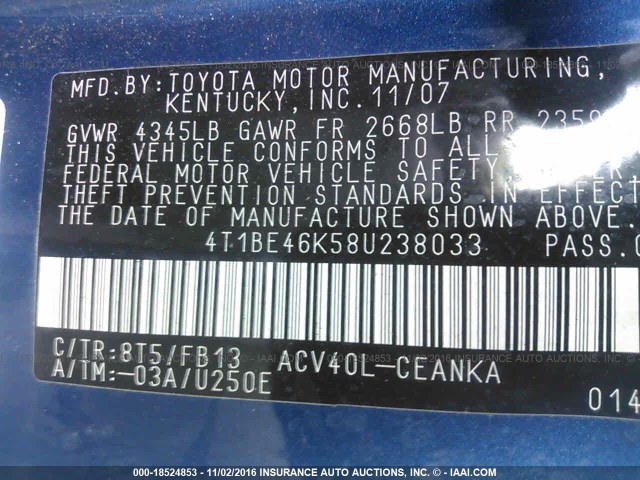 MFD.BY:TOYOTA MOTOR MANUFACTURING,
KENTUCKY,INC.11/07
GVWR 4345LB GAWR FR 2668LB RR
THIS VEHICLE CONFORMS TO ALL
FEDERAL MOTOR VEHICLE SAFETY,
THEFT PREVENTION STANDARDS IN EFFECT
THE DATE OF MANUFACTURE SHOWN ABOVE.
4T1BE46K58U238033 PASS.
C/TR:8T5/FB13 ACV40L-CEANKA
A/TM:-03A/U250E
014
000-18524853 - 11/02/2016 INSURANCE AUTO AUCTIONS - IAAI.COM